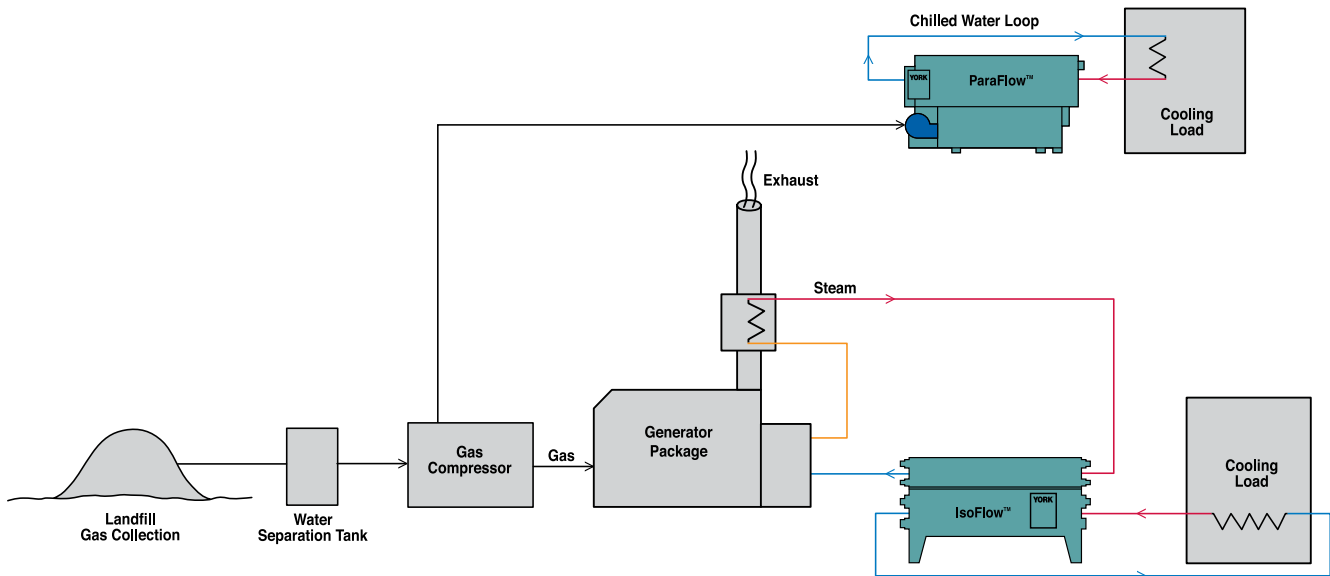 Chilled Water Loop
YORK
ParaFlow™
Cooling
Load
Exhaust
Steam
Generator
Package
Gas
Compressor
Gas
Cooling
Load
YORK
IsoFlow™
Landfill
Gas Collection
Water
Separation Tank